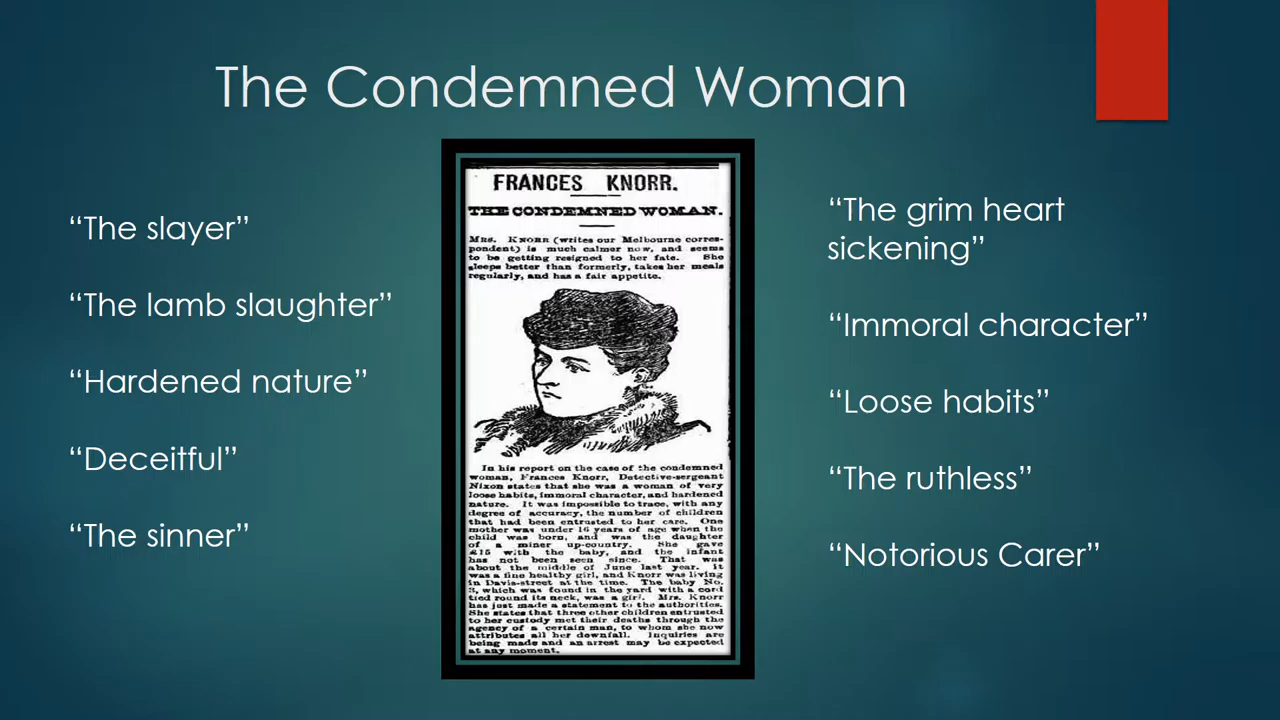 The Condemned Woman
“The slayer”
“The lamb slaughter”
“Hardened nature”
“Deceitful”
“The sinner”
FRANCES KNORR.
THE CONDEMNED WOMAN.
MRS. KNORR (writes our Melbourne corres-
pondent) is much calmer now, and seems
to be getting resigned to her fate. She
sleeps better than formerly, takes her meals
regularly, and has a fair appetite.
In his report on the case of the condemned
woman, Frances Knorr, Detective-sergeant
Nixon states that she was a woman of very
loose habits, immoral character, and hardened
nature. It was impossible to trace, with any
degree of accuracy, the number of children
that had been entrusted to her care. One
mother was under 16 years of age when the
child was born, and was the daughter
of a miner up-country. She gave
£15 with the baby, and the infant
has not been seen since. That was
about the middle of June last year. It
was a fine healthy girl, and Knorr was living
in Davis-street at the time. The baby No.
3, which was found in the yard with a cord
tied round its neck, was a girl. Mrs. Knorr
has just made a statement to the authorities.
She states that three other children entrusted
to her custody met their deaths through the
agency of a certain man, to whom she now
attributes all her downfall. Inquiries are
being made and an arrest may be expected
at any moment.
“The grim heart
sickening”
“Immoral character”
“Loose habits”
“The ruthless”
“Notorious Carer”